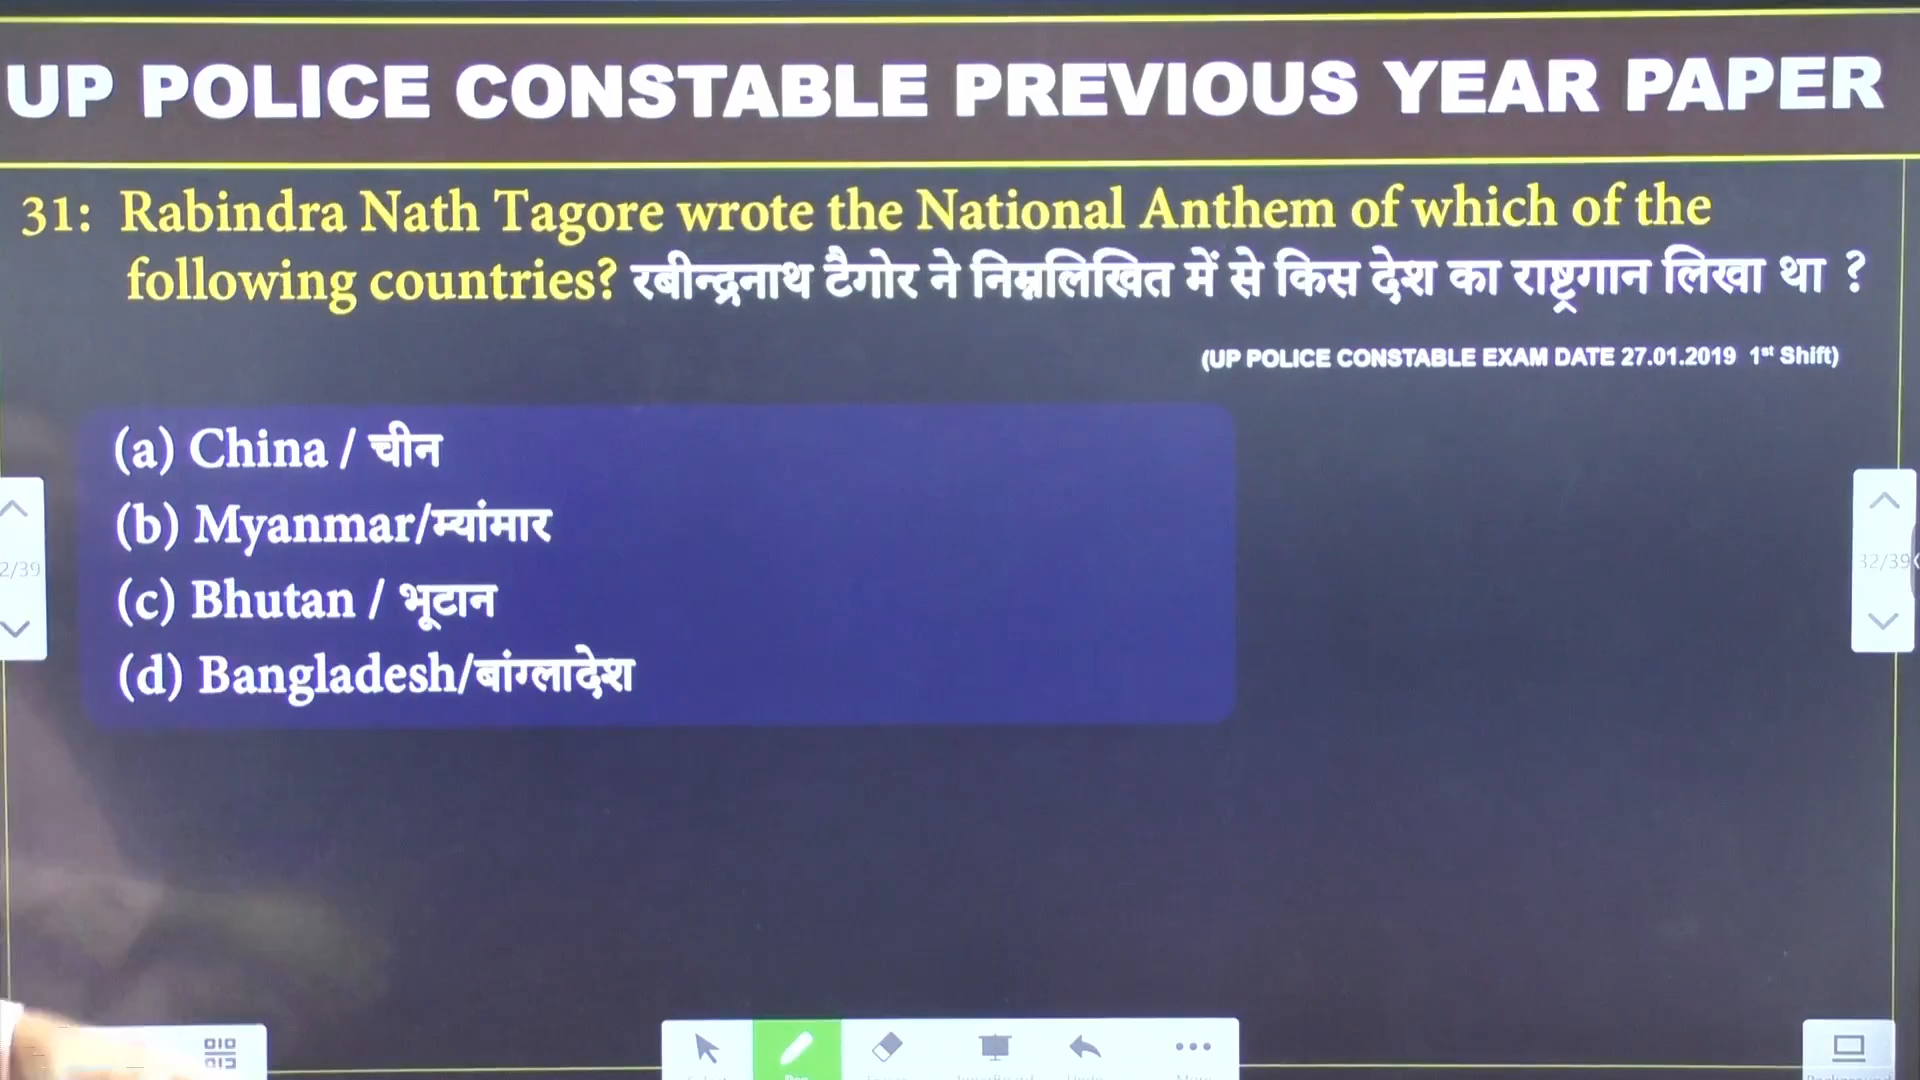 UP POLICE CONSTABLE PREVIOUS YEAR PAPER
31: Rabindra Nath Tagore wrote the National Anthem of which of the
following countries? रबीन्द्रनाथ टैगोर ने निम्नलिखित में से किस देश का राष्ट्रगान लिखा था ?
(UP POLICE CONSTABLE EXAM DATE 27.01.2019 1st Shift)
(a) China / चीन
(b) Myanmar/म्यांमार
(c) Bhutan / भूटान
(d) Bangladesh/बांग्लादेश
2/39
32/39